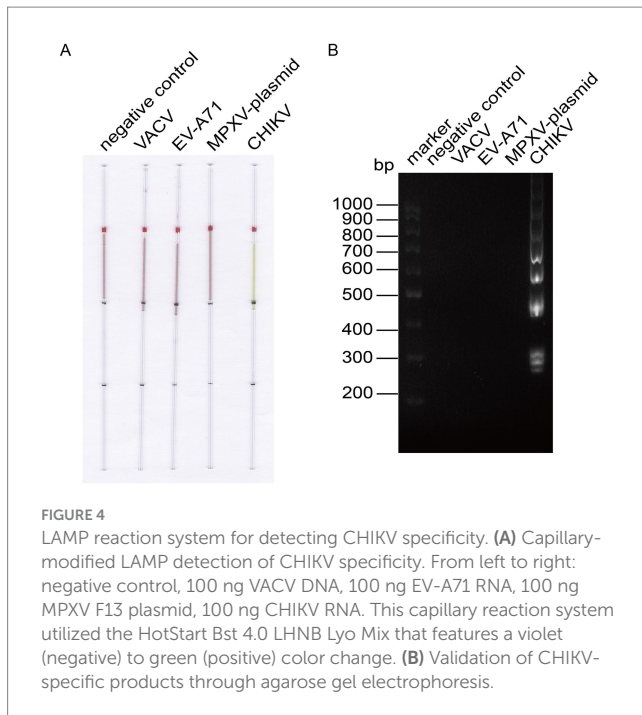 A
negative control
VACV
EV-A71
MPXV-plasmid
CHIKV
B
marker
negative control
VACV
EV-A71
MPXV-plasmid
CHIKV
bp
1000
900
800
700
600
500
400
300
200
FIGURE 4
LAMP reaction system for detecting CHIKV specificity. (A) Capillary-
modified LAMP detection of CHIKV specificity. From left to right:
negative control, 100 ng VACV DNA, 100 ng EV-A71 RNA, 100 ng
MPXV F13 plasmid, 100 ng CHIKV RNA. This capillary reaction system
utilized the HotStart Bst 4.0 LHNB Lyo Mix that features a violet
(negative) to green (positive) color change. (B) Validation of CHIKV-
specific products through agarose gel electrophoresis.